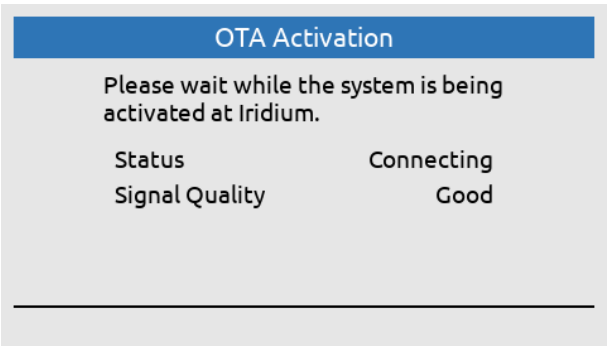 OTA Activation
Please wait while the system is being
activated at Iridium.
Status Connecting
Signal Quality Good